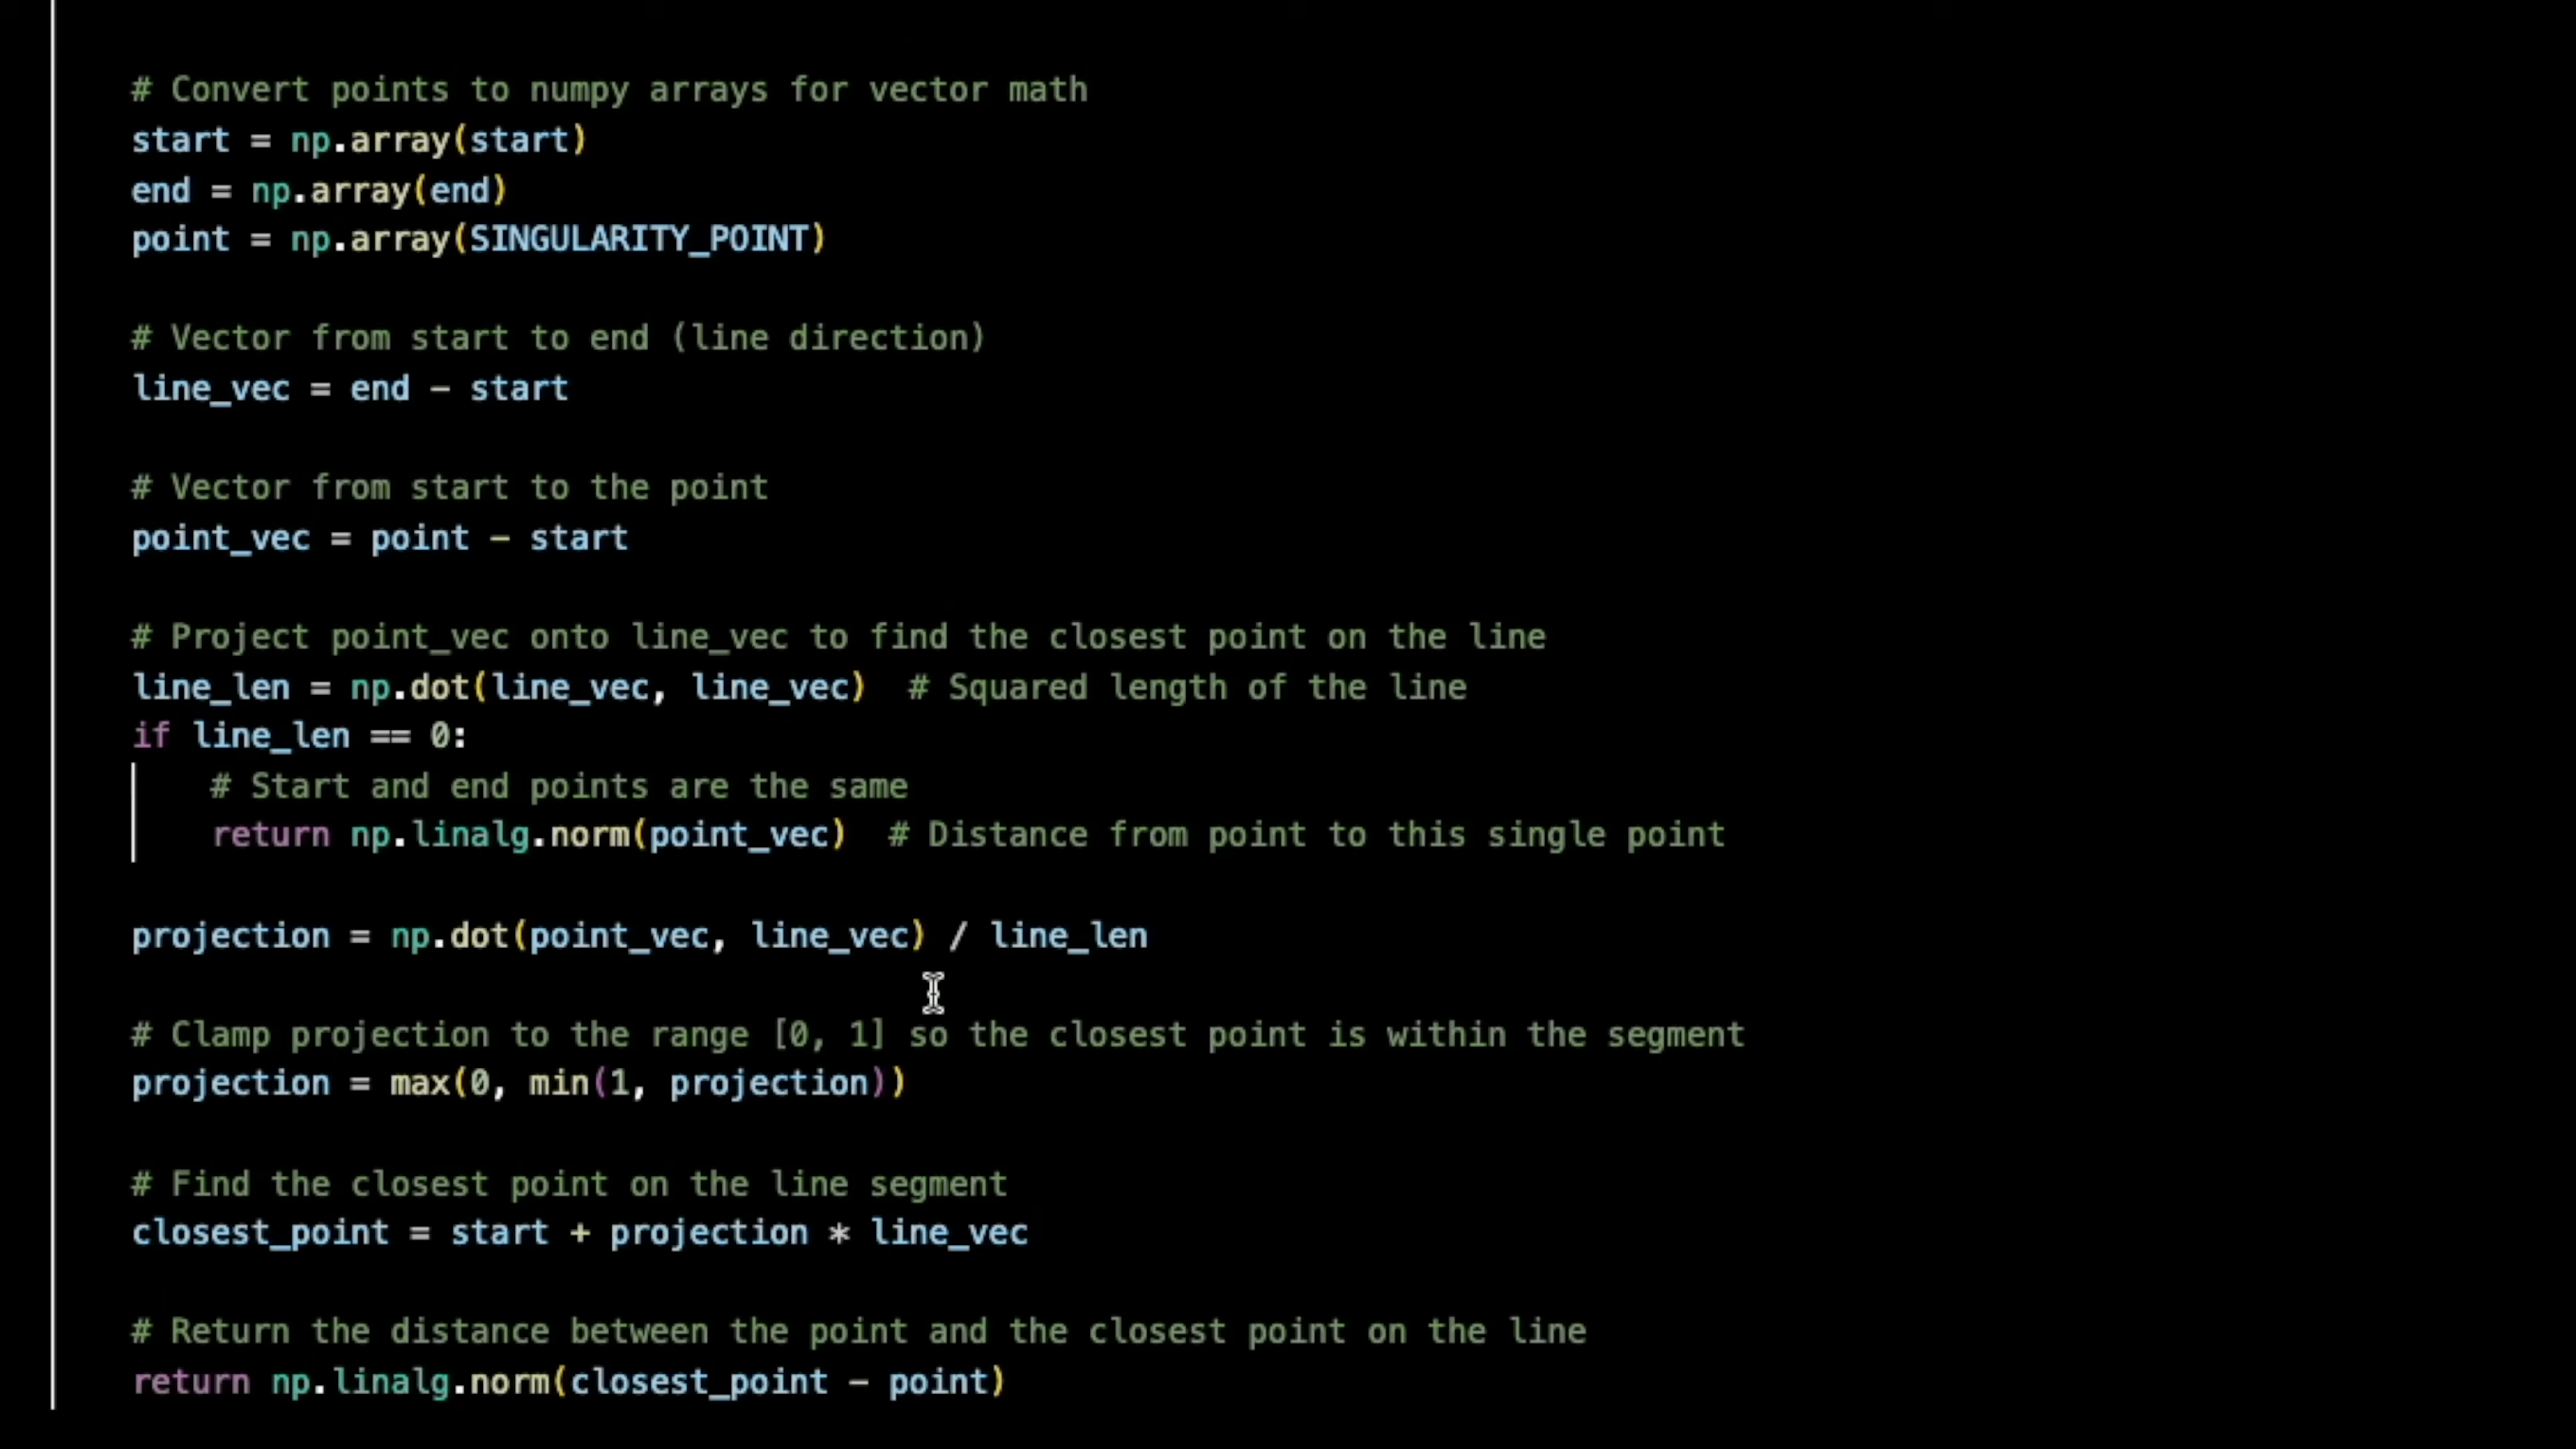 # Convert points to numpy arrays for vector math
start = np.array(start)
end = np.array(end)
point = np.array(SINGULARITY_POINT)
# Vector from start to end (line direction)
line_vec = end - start
# Vector from start to the point
point_vec = point - start
# Project point_vec onto line_vec to find the closest point on the line
line_len = np.dot(line_vec, line_vec)  # Squared length of the line
if line_len == 0:
    # Start and end points are the same
    return np.linalg.norm(point_vec)  # Distance from point to this single point
projection = np.dot(point_vec, line_vec) / line_len
# Clamp projection to the range [0, 1] so the closest point is within the segment
projection = max(0, min(1, projection))
# Find the closest point on the line segment
closest_point = start + projection * line_vec
# Return the distance between the point and the closest point on the line
return np.linalg.norm(closest_point - point)